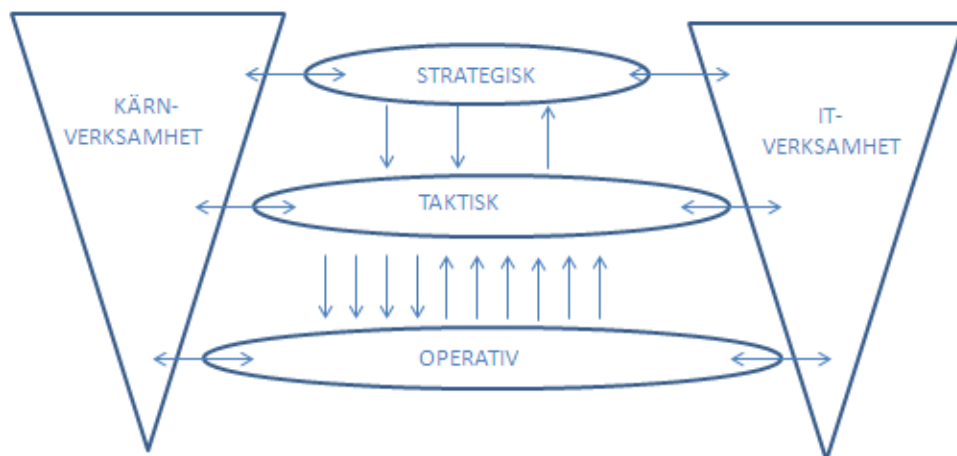 STRATEGISK
KÄRN-
VERKSAMHET
IT-
VERKSAMHET
TAKTISK
OPERATIV